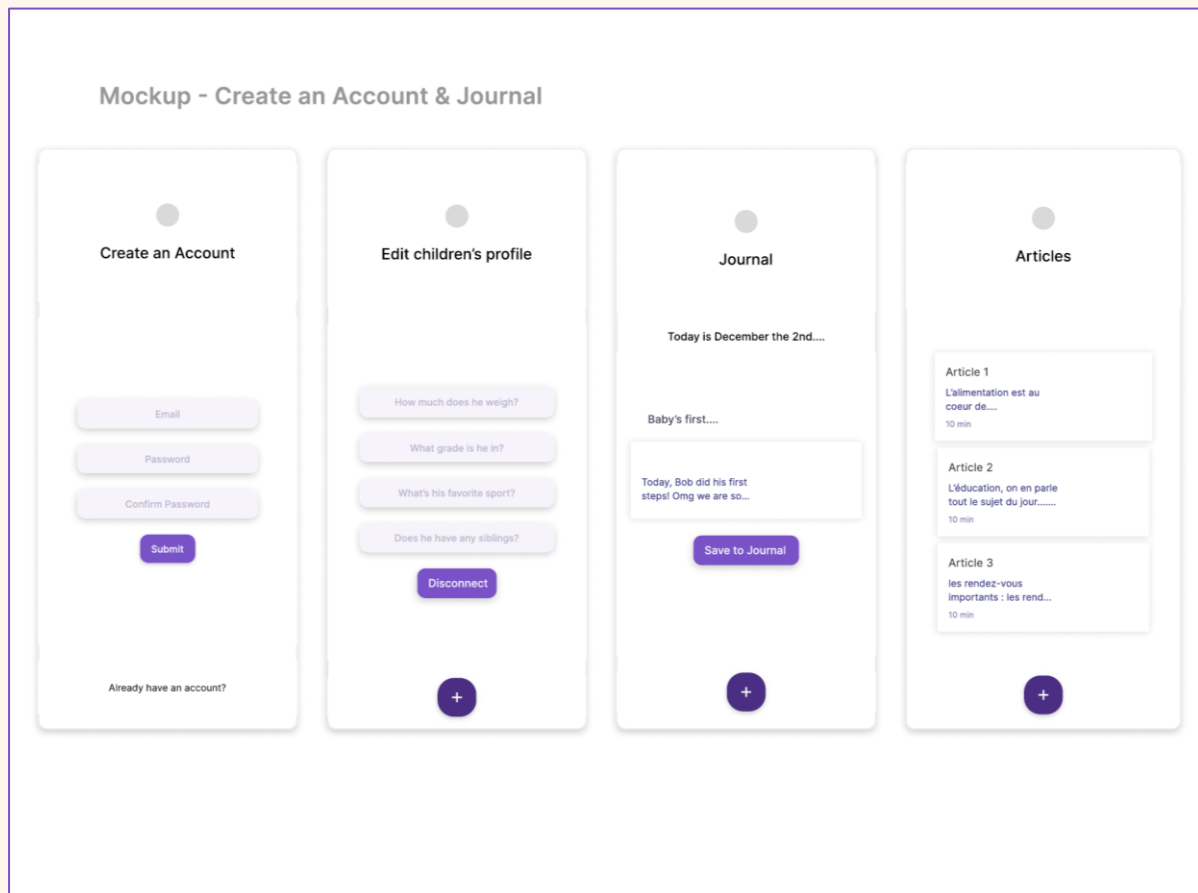 Mockup - Create an Account & Journal
Create an Account
Email
Password
Confirm Password
Submit
Already have an account?
Edit children's profile
How much does he weigh?
What grade is he in?
What's his favorite sport?
Does he have any siblings?
Disconnect
+
Journal
Today is December the 2nd....
Baby's first....
Today, Bob did his first
steps! Omg we are so...
Save to Journal
+
Articles
Article 1
L'alimentation est au
coeur de....
10 min
Article 2
L'éducation, on en parle
tout le sujet du jour.......
10 min
Article 3
les rendez-vous
importants : les rend...
10 min
+